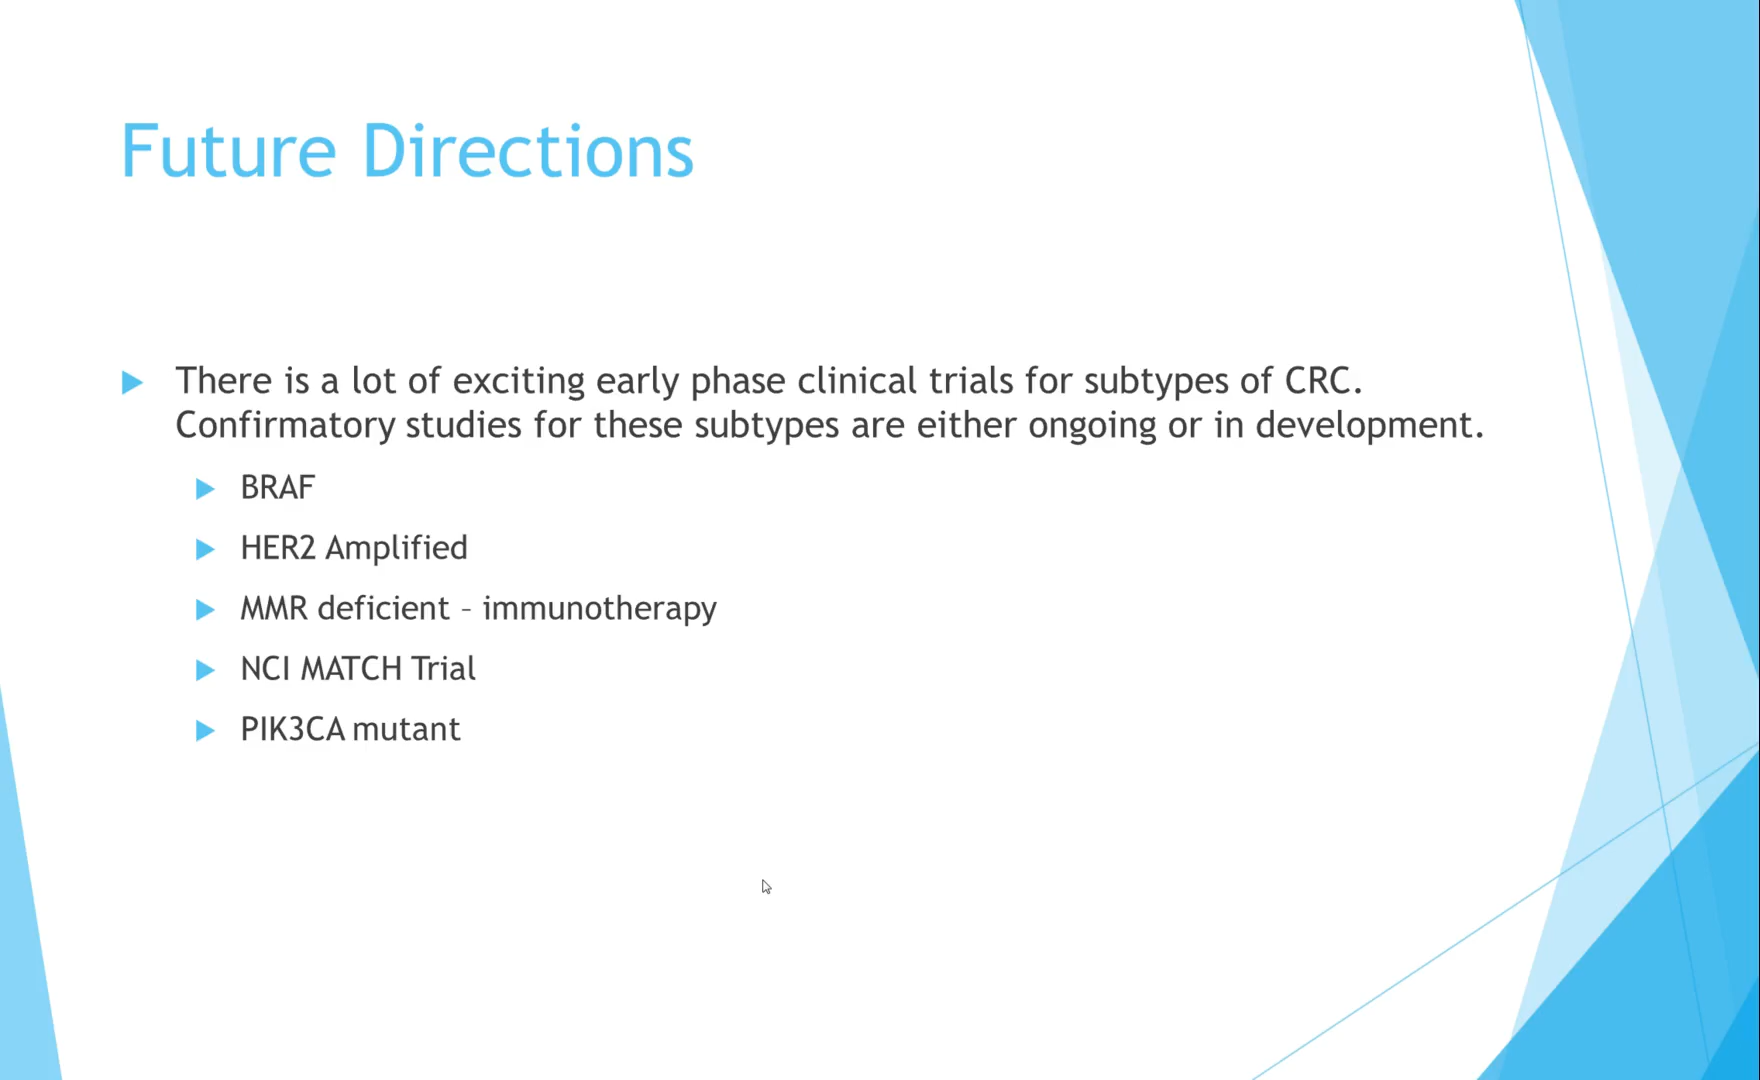 Future Directions
There is a lot of exciting early phase clinical trials for subtypes of CRC.
Confirmatory studies for these subtypes are either ongoing or in development.
BRAF
HER2 Amplified
MMR deficient – immunotherapy
NCI MATCH Trial
PIK3CA mutant